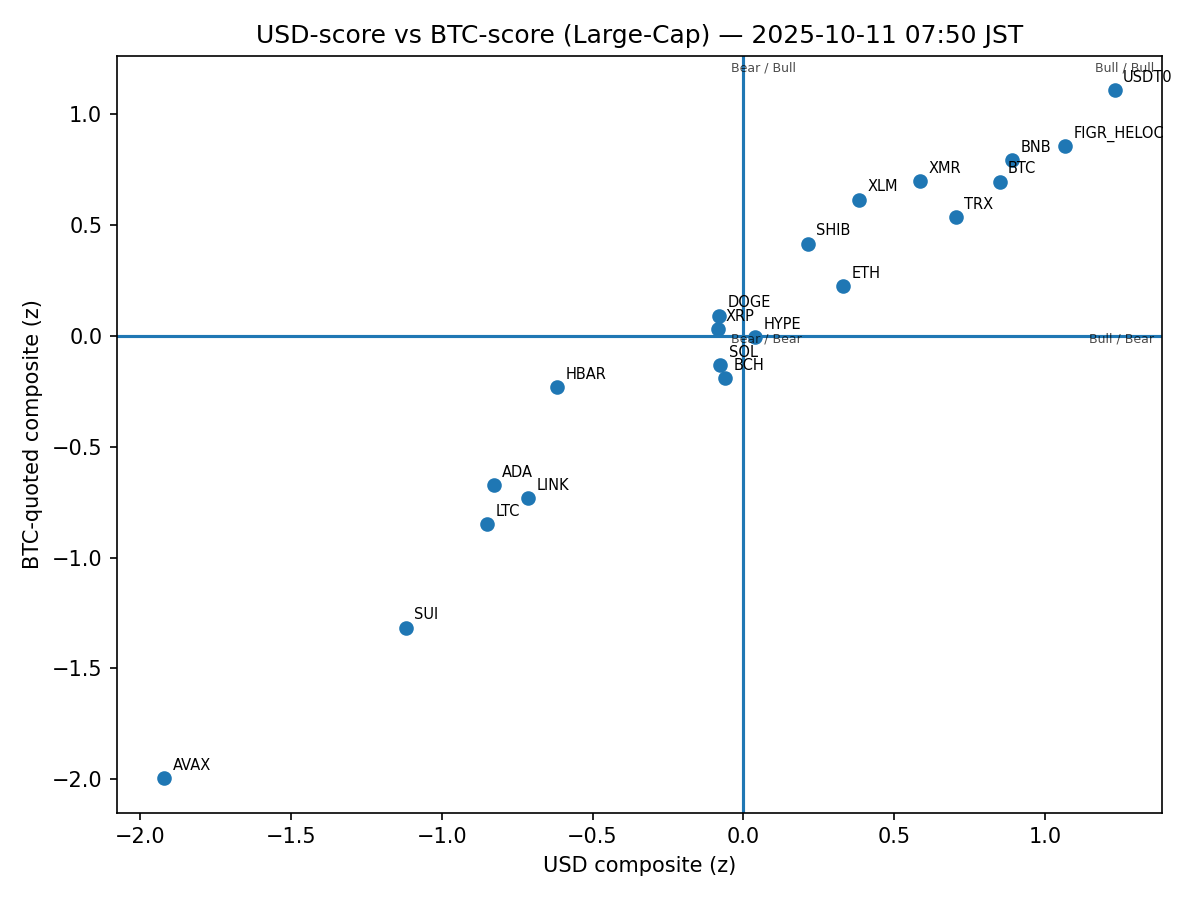 USD-score vs BTC-score (Large-Cap) — 2025-10-11 07:50 JST
Bear / Bull
Bull / Bull
USDT0
1.0
FIGR_HELOC
BNB
BTC
XMR
XLM
TRX
0.5
SHIB
ETH
DOGE
XRP
HYPE
0.0
Bear / Bear
Bull / Bear
SOL
BCH
HBAR
−0.5
ADA
LINK
LTC
−1.0
SUI
−1.5
AVAX
−2.0
BTC-quoted composite (z)
−2.0 −1.5 −1.0 −0.5 0.0 0.5 1.0
USD composite (z)